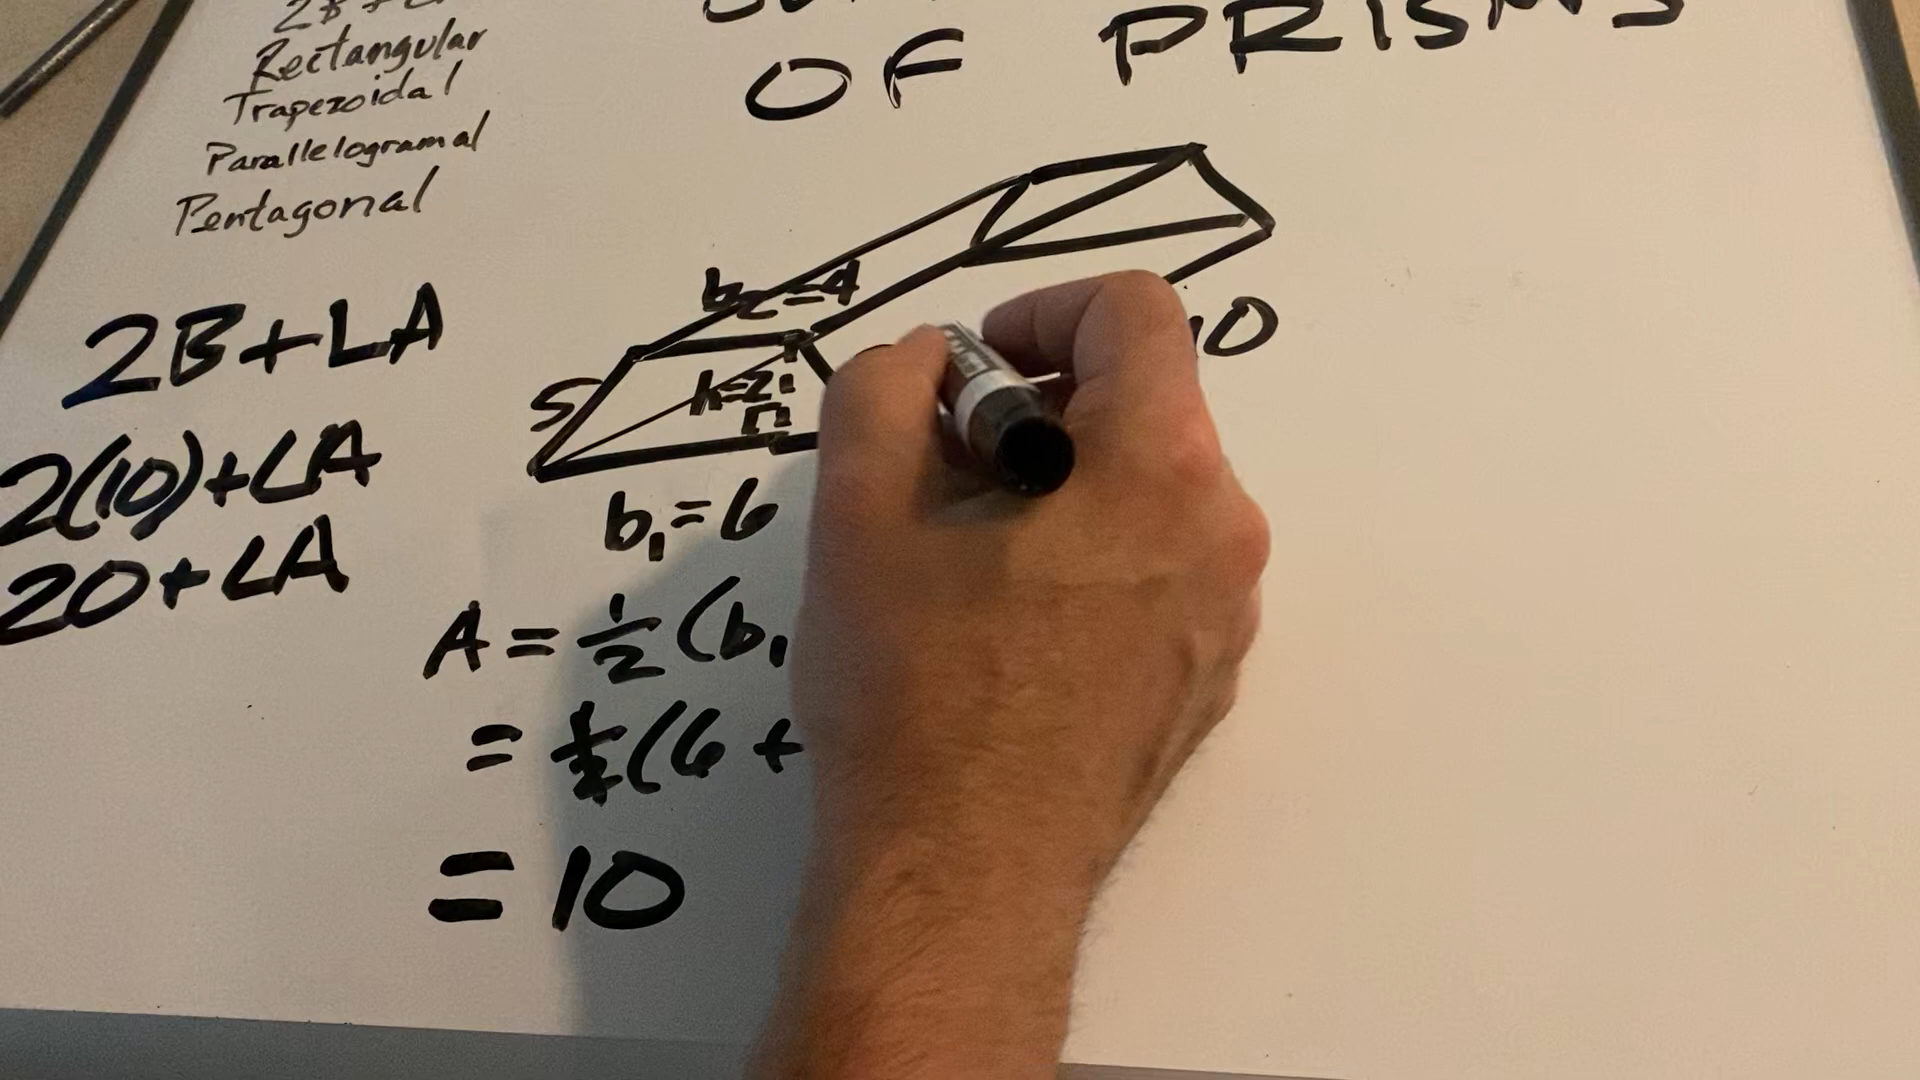 OF PRISMS
Rectangular
Trapezoidal
Parallelogramal
Pentagonal
2B+LA
2(10)+LA
20+LA
b2=4
5
h=2
10
b1=6
A=1/2(b1
=1/2(6+
=10